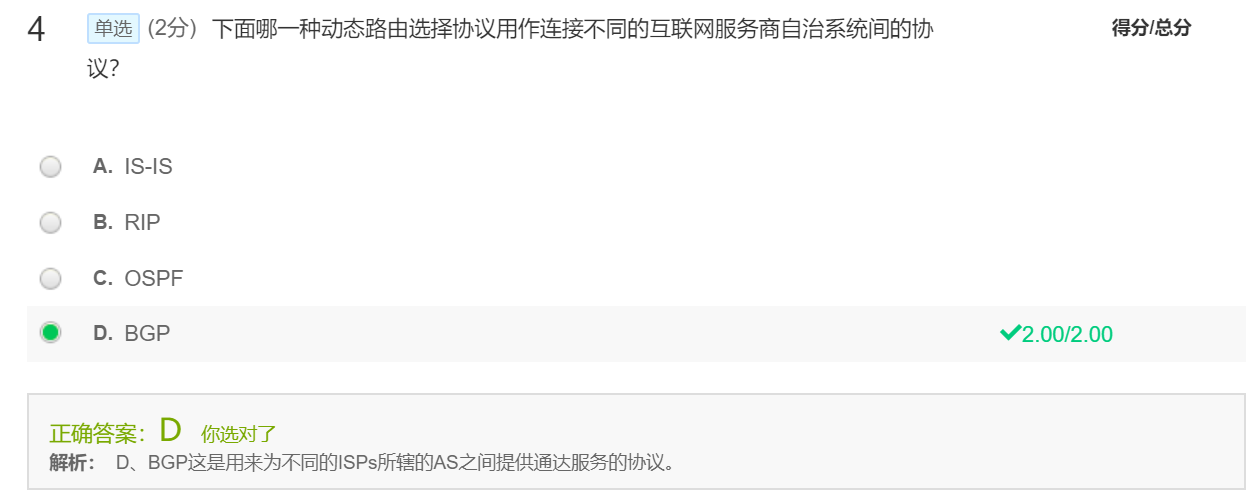 4 单选 (2分) 下面哪一种动态路由选择协议用作连接不同的互联网服务商自治系统间的协 得分/总分
议?
A. IS-IS
B. RIP
C. OSPF
D. BGP 2.00/2.00
正确答案：D 你选对了
解析： D、BGP这是用来为不同的ISPs所辖的AS之间提供通达服务的协议。